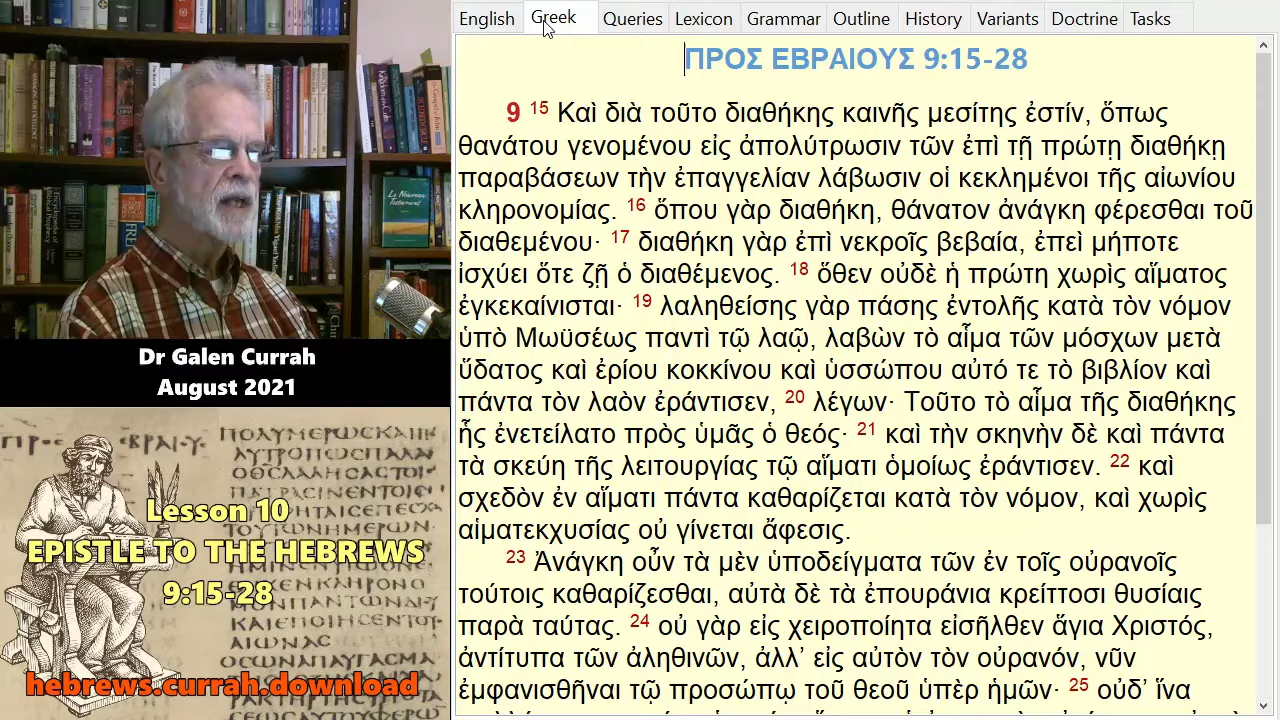 English Greek Queries Lexicon Grammar Outline History Variants Doctrine Tasks
ΠΡΟΣ ΕΒΡΑΙΟΥΣ 9:15-28
9 15 Καὶ διὰ τοῦτο διαθήκης καινῆς μεσίτης ἐστίν, ὅπως
θανάτου γενομένου εἰς ἀπολύτρωσιν τῶν ἐπὶ τῇ πρώτῃ διαθήκῃ
παραβάσεων τὴν ἐπαγγελίαν λάβωσιν οἱ κεκλημένοι τῆς αἰωνίου
κληρονομίας. 16 ὅπου γὰρ διαθήκη, θάνατον ἀνάγκη φέρεσθαι τοῦ
διαθεμένου· 17 διαθήκη γὰρ ἐπὶ νεκροῖς βεβαία, ἐπεὶ μήποτε
ἰσχύει ὅτε ζῇ ὁ διαθέμενος. 18 ὅθεν οὐδὲ ἡ πρώτη χωρὶς αἵματος
ἐγκεκαίνισται· 19 λαληθείσης γὰρ πάσης ἐντολῆς κατὰ τὸν νόμον
ὑπὸ Μωϋσέως παντὶ τῷ λαῷ, λαβὼν τὸ αἷμα τῶν μόσχων μετὰ
ὕδατος καὶ ἐρίου κοκκίνου καὶ ὑσσώπου αὐτό τε τὸ βιβλίον καὶ
πάντα τὸν λαὸν ἐράντισεν, 20 λέγων· Τοῦτο τὸ αἷμα τῆς διαθήκης
ἧς ἐνετείλατο πρὸς ὑμᾶς ὁ θεός· 21 καὶ τὴν σκηνὴν δὲ καὶ πάντα
τὰ σκεύη τῆς λειτουργίας τῷ αἵματι ὁμοίως ἐράντισεν. 22 καὶ
σχεδὸν ἐν αἵματι πάντα καθαρίζεται κατὰ τὸν νόμον, καὶ χωρὶς
αἱματεκχυσίας οὐ γίνεται ἄφεσις.
23 Ἀνάγκη οὖν τὰ μὲν ὑποδείγματα τῶν ἐν τοῖς οὐρανοῖς
τούτοις καθαρίζεσθαι, αὐτὰ δὲ τὰ ἐπουράνια κρείττοσι θυσίαις
παρὰ ταύτας. 24 οὐ γὰρ εἰς χειροποίητα εἰσῆλθεν ἅγια Χριστός,
ἀντίτυπα τῶν ἀληθινῶν, ἀλλ’ εἰς αὐτὸν τὸν οὐρανόν, νῦν
ἐμφανισθῆναι τῷ προσώπῳ τοῦ θεοῦ ὑπὲρ ἡμῶν· 25 οὐδ’ ἵνα
Le Nouveau
Testament
Dr Galen Currah
August 2021
Lesson 10
EPISTLE TO THE HEBREWS
9:15-28
hebrews.currah.download